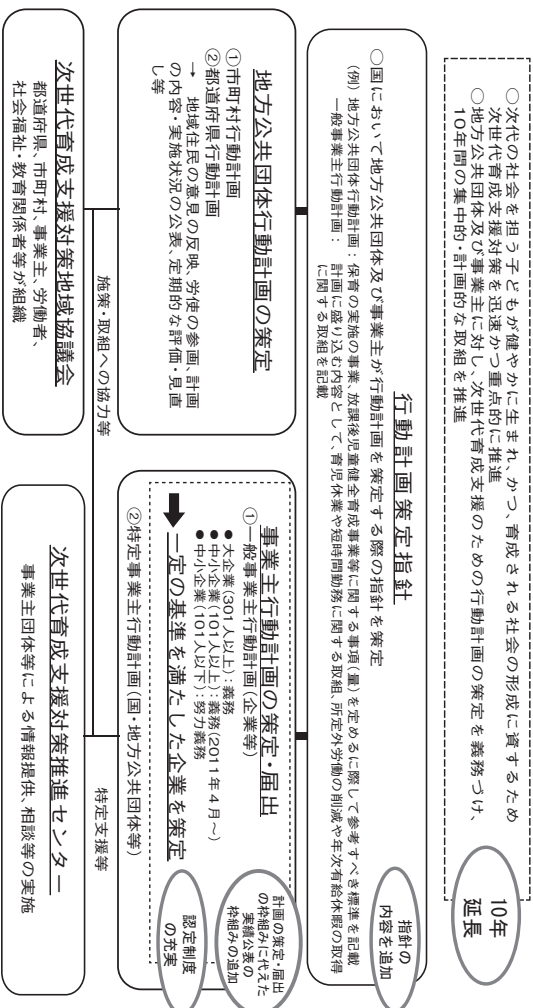 ○次代の社会を担う子どもが健やかに生まれ、かつ、育成される社会の形成に資するため
次世代育成支援対策を迅速かつ重点的に推進
○地方公共団体及び事業主に対し、次世代育成支援のための行動計画の策定を義務づけ、
10年間の集中的・計画的な取組を推進
10年
延長
行動計画策定指針
○国において地方公共団体及び事業主が行動計画を策定する際の指針を策定
(例)地方公共団体行動計画:保育の実施の事業、放課後児童健全育成事業等に関する事項(量)を定めるに際して参考すべき標準を記載
一般事業主行動計画: 計画に盛り込む内容として、育児休業や短時間勤務に関する取組、所定外労働の削減や年次有給休暇の取得
に関する取組を記載
指針の
内容を追加
地方公共団体行動計画の策定
①市町村行動計画
②都道府県行動計画
→ 地域住民の意見の反映、労使の参画、計画
の内容・実施状況の公表、定期的な評価・見直
し等
事業主行動計画の策定・届出
①一般事業主行動計画(企業等)
●大企業(301人以上):義務
●中小企業(101人以上):義務(2011年4月~)
●中小企業(101人以下):努力義務
一定の基準を満たした企業を策定
②特定事業主行動計画(国・地方公共団体等)
計画の策定・届出
の枠組みに代えた
実績公表の
枠組みの追加
認定制度
の充実
施策・取組への協力等
特定支援等
次世代育成支援対策地域協議会
都道府県、市町村、事業主、労働者、
社会福祉・教育関係者等が組織
次世代育成支援対策推進センター
事業主団体等による情報提供、相談等の実施